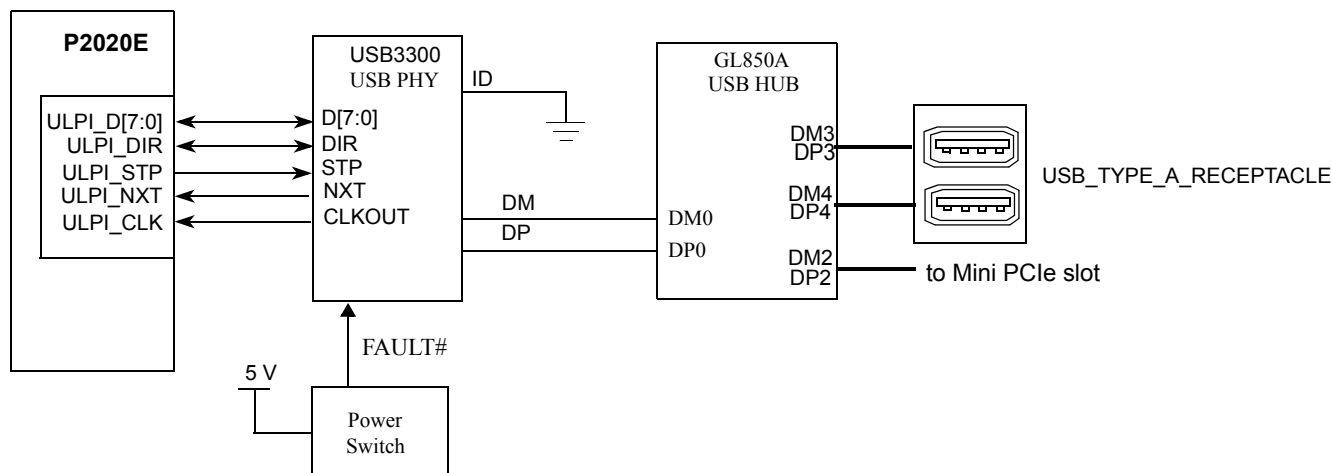 P2020E
ULPI_D[7:0]
ULPI_DIR
ULPI_STP
ULPI_NXT
ULPI_CLK
USB3300
USB PHY
D[7:0]
DIR
STP
NXT
CLKOUT
ID
DM
DP
FAULT#
5 V
Power
Switch
GL850A
USB HUB
DM0
DP0
DM3
DP3
DM4
DP4
DM2
DP2
USB_TYPE_A_RECEPTACLE
to Mini PCIe slot